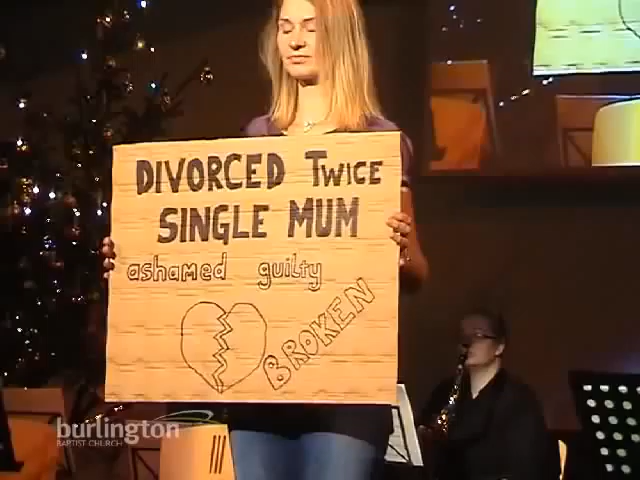 DIVORCED TWICE
SINGLE MUM
ashamed guilty
BROKEN
burlington
BAPTIST CHURCH